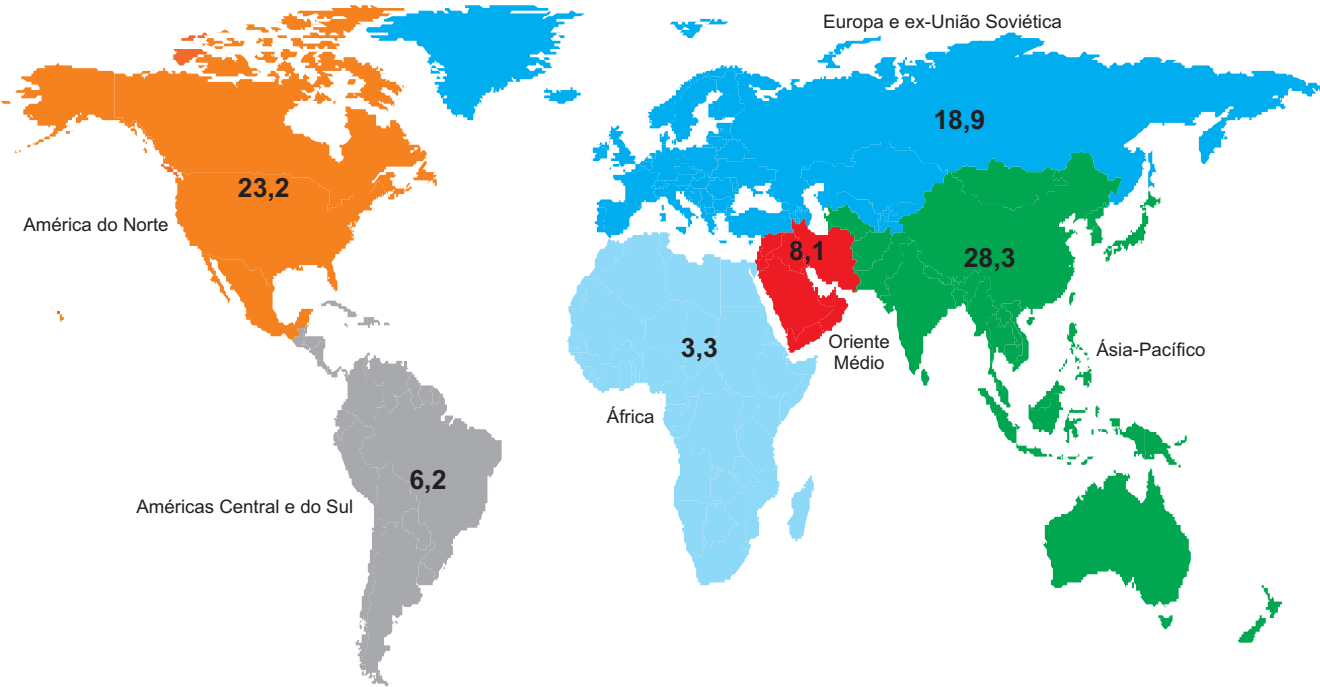 Europa e ex-União Soviética
18,9
23,2
América do Norte
8,1
28,3
Oriente
Médio
3,3
Ásia-Pacífico
África
6,2
Américas Central e do Sul